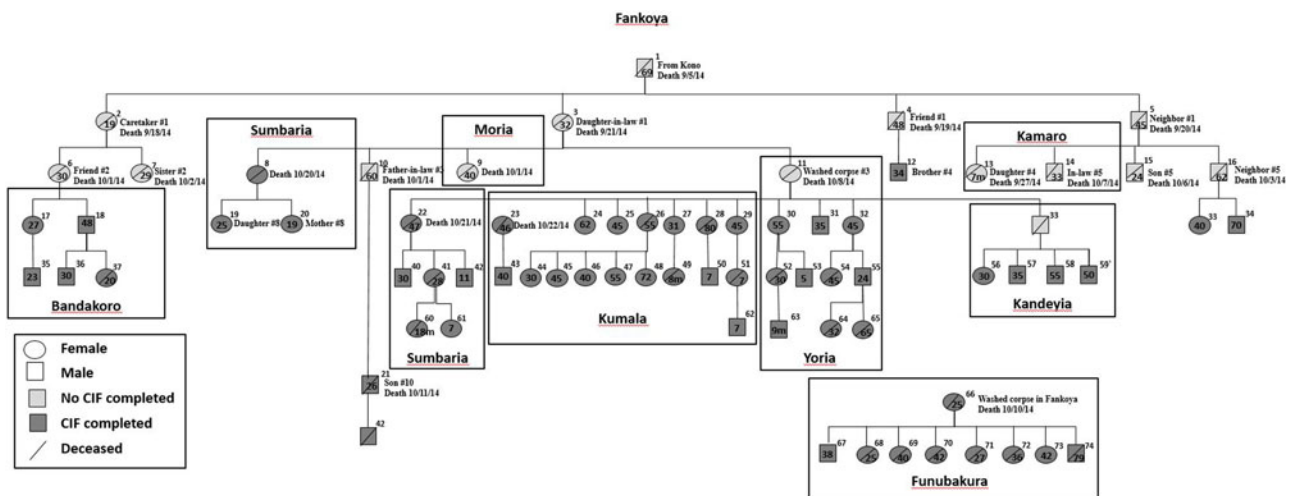 Fankoya
1
From Kono
69
Death 9/5/14
2
Caretaker #1
19
Death 9/18/14
3
Daughter-in-law #1
32
Death 9/21/14
4
Friend #1
48
Death 9/19/14
5
Neighbor #1
45
Death 9/20/14
6
Friend #2
30
Death 10/1/14
7
Sister #2
29
Death 10/2/14
Sumbaria
8
Death 10/20/14
19
25
Daughter #8
20
19
Mother #8
10
Father-in-law #3
60
Death 10/1/14
Moria
9
40
Death 10/1/14
11
Washed corpse #3
Death 10/8/14
12
34
Brother #4
Kamaro
13
7m
Daughter #4
Death 9/27/14
14
33
In-law #5
Death 10/7/14
15
24
Son #5
Death 10/6/14
16
62
Neighbor #5
Death 10/3/14
33
40
34
70
17
27
18
48
35
23
36
30
37
20
Bandakoro
22
47
Death 10/21/14
40
30
41
28
42
11
60
18m
61
7
Sumbaria
23
46
Death 10/22/14
24
62
25
45
26
55
27
31
28
80
29
45
43
40
44
30
45
45
46
40
47
55
48
72
49
8m
50
7
51
7
62
7
Kumala
30
55
31
35
32
45
52
30
53
5
54
45
55
24
63
9m
64
32
65
65
Yoria
33
56
30
57
35
58
55
59'
50
Kandeyia
21
26
Son #10
Death 10/11/14
42
Female
Male
No CIF completed
CIF completed
Deceased
66
25
Washed corpse in Fankoya
Death 10/10/14
67
38
68
25
69
40
70
42
71
27
72
36
73
42
74
79
Funubakura